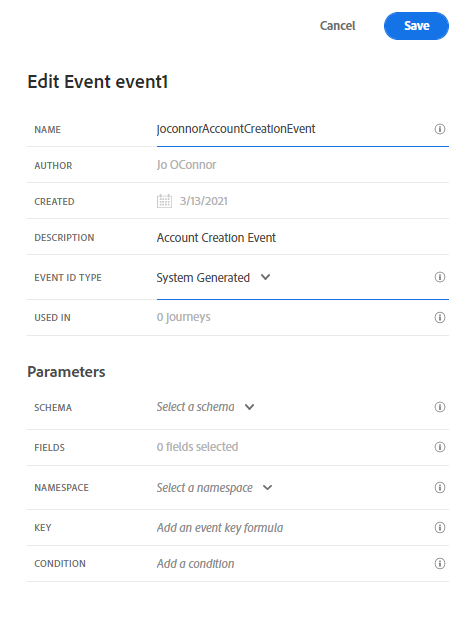 Cancel Save
Edit Event event1
NAME joconnorAccountCreationEvent
AUTHOR Jo OConnor
CREATED 3/13/2021
DESCRIPTION Account Creation Event
EVENT ID TYPE System Generated
USED IN 0 Journeys
Parameters
SCHEMA Select a schema
FIELDS 0 fields selected
NAMESPACE Select a namespace
KEY Add an event key formula
CONDITION Add a condition